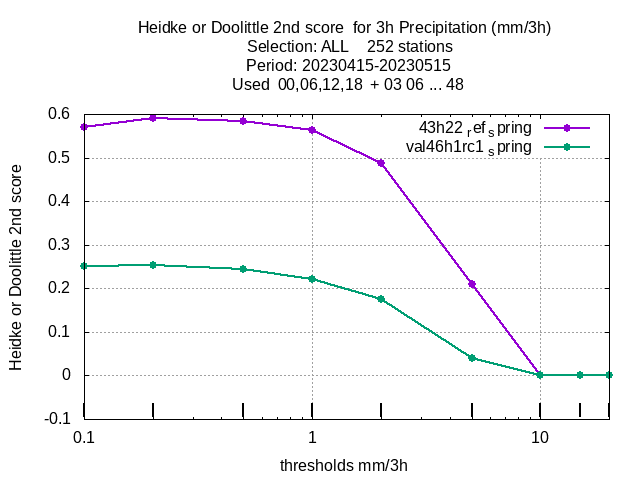 Heidke or Doolittle 2nd score  for 3h Precipitation (mm/3h)
Selection: ALL    252 stations
Period: 20230415-20230515
Used  00,06,12,18  + 03 06 ... 48
43h22 ref spring
val46h1rc1 spring
0.6
0.5
0.4
0.3
0.2
0.1
0
-0.1
Heidke or Doolittle 2nd score
0.1
1
10
thresholds mm/3h